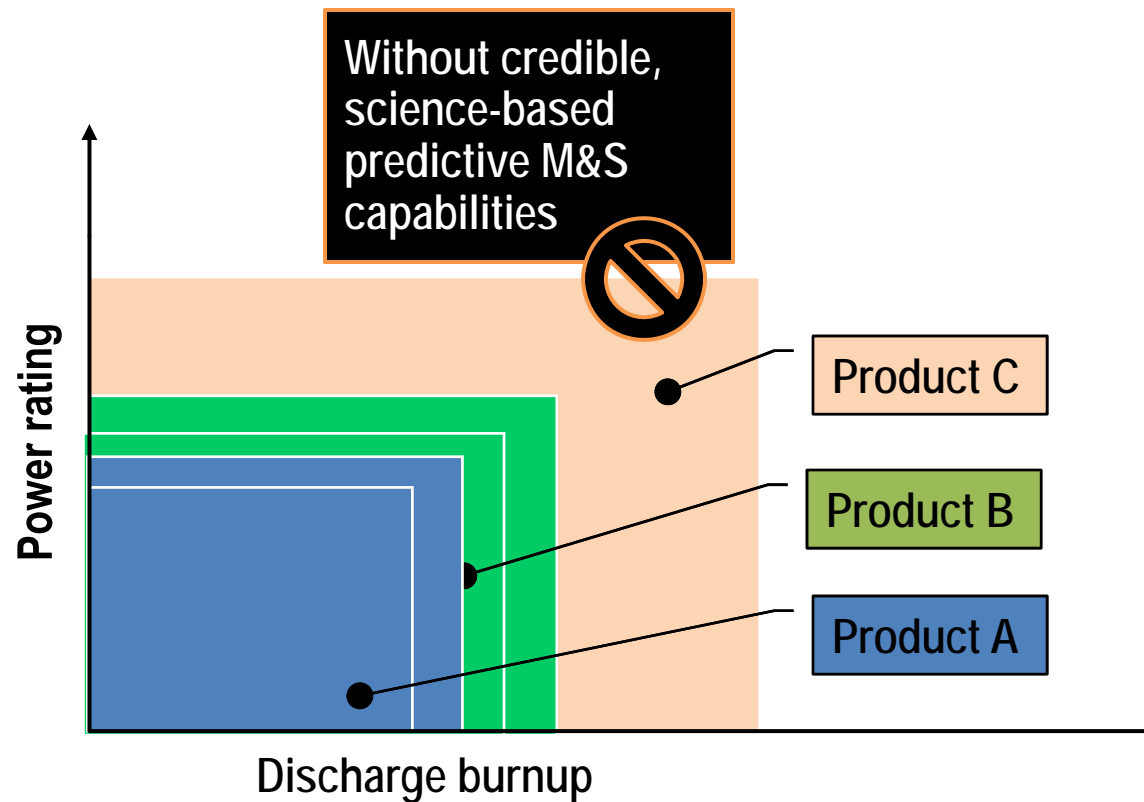 Without credible,
science-based
predictive M&S
capabilities
Power rating
Product C
Product B
Product A
Discharge burnup